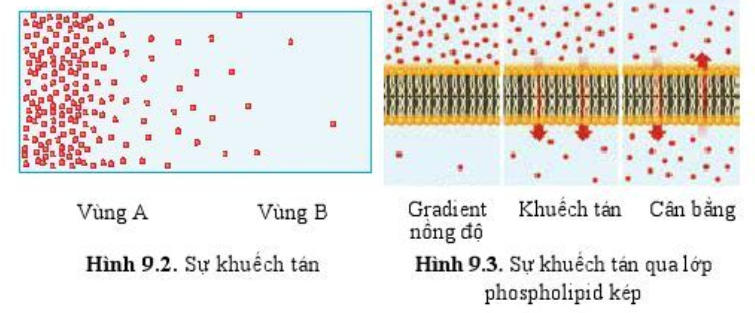 Vùng A
Vùng B
Hình 9.2. Sự khuếch tán
Gradient
nồng độ
Khuếch tán
Cân bằng
Hình 9.3. Sự khuếch tán qua lớp
phospholipid kép